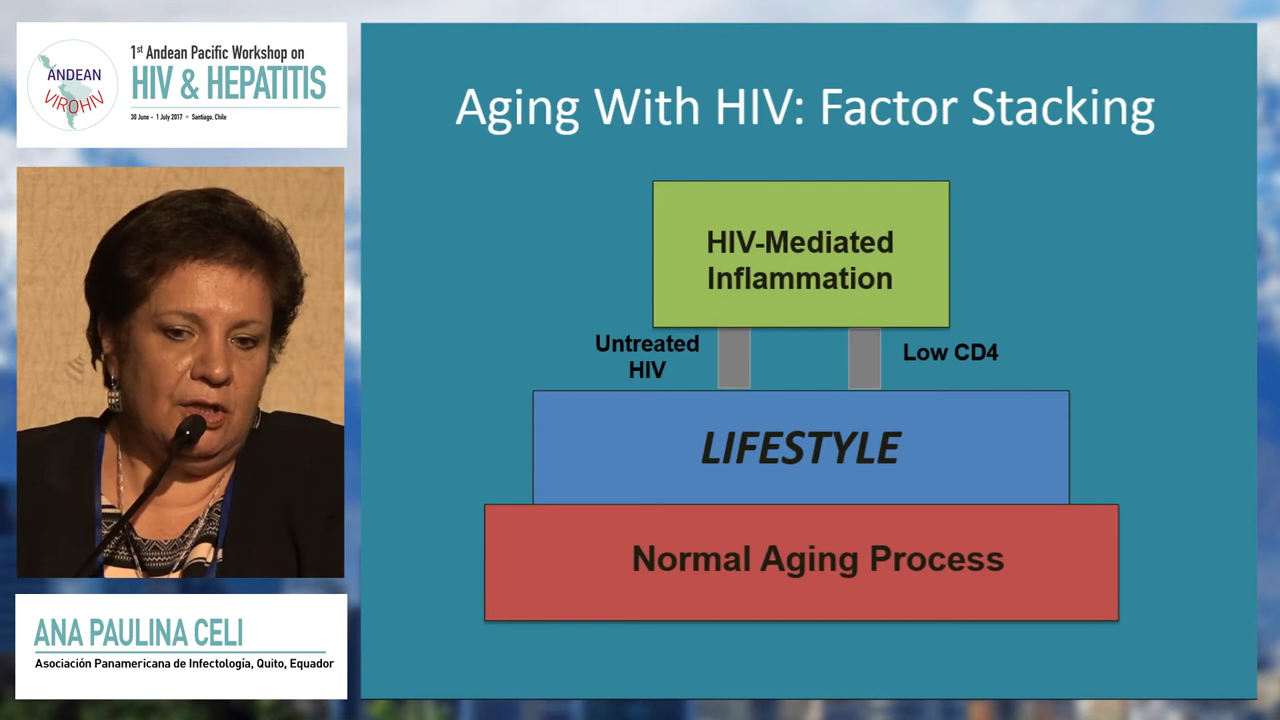 1st Andean Pacific Workshop on
HIV & HEPATITIS
30 June - 1 July 2017 • Santiago, Chile
ANDEAN
VIROHIV
Aging With HIV: Factor Stacking
HIV-Mediated
Inflammation
Untreated
HIV
Low CD4
LIFESTYLE
Normal Aging Process
ANA PAULINA CELI
Asociación Panamericana de Infectología, Quito, Equador